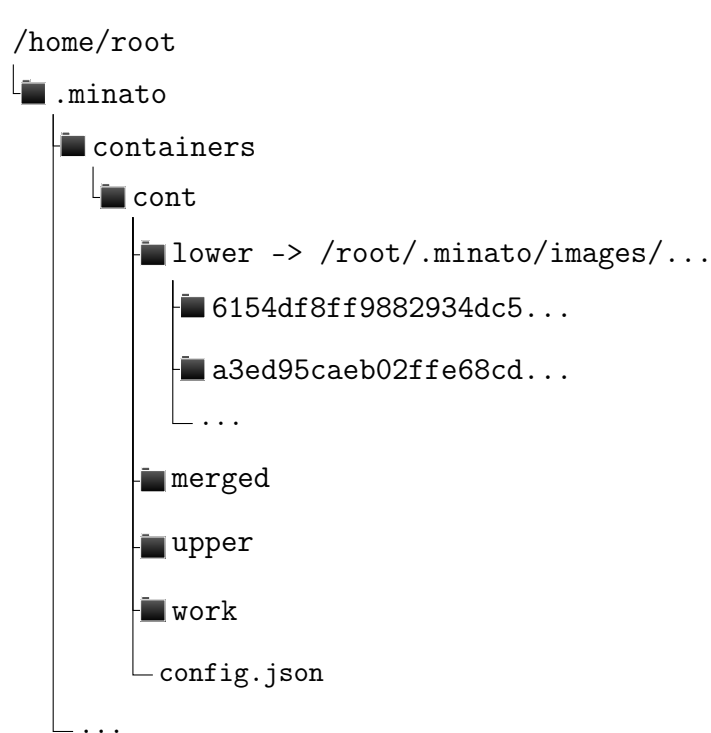 /home/root
.minato
containers
cont
lower -> /root/.minato/images/...
6154df8ff9882934dc5...
a3ed95caeb02ffe68cd...
...
merged
upper
work
config.json
...